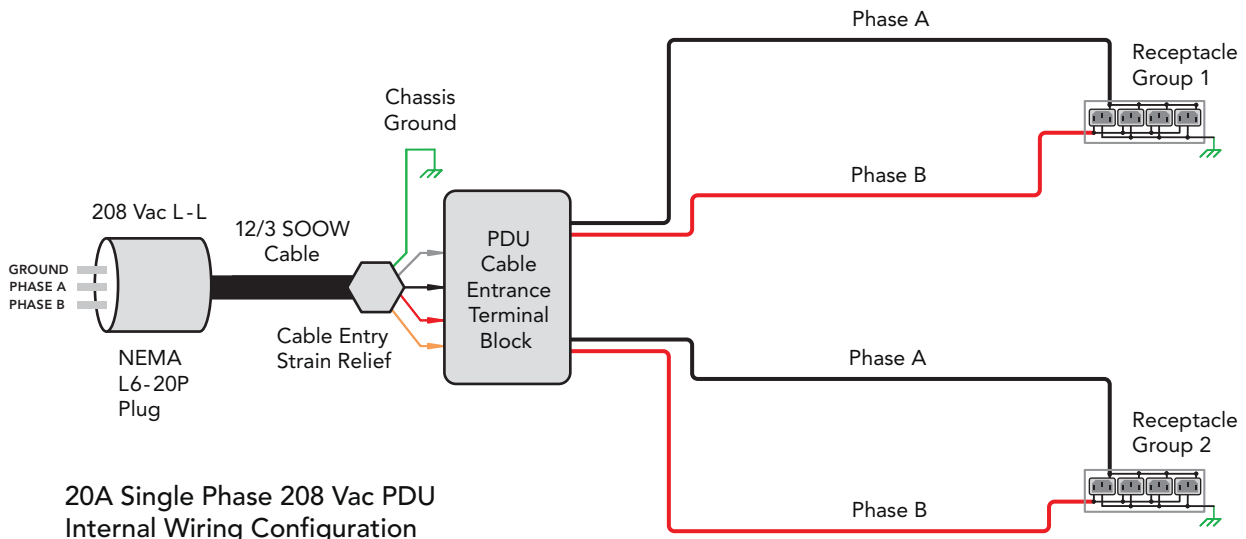 Phase A
Receptacle
Group 1
Chassis
Ground
Phase B
208 Vac L-L
12/3 SOOW
Cable
PDU
Cable
Entrance
Terminal
Block
GROUND
PHASE A
PHASE B
Cable Entry
Strain Relief
NEMA
L6-20P
Plug
Phase A
Receptacle
Group 2
Phase B
20A Single Phase 208 Vac PDU
Internal Wiring Configuration